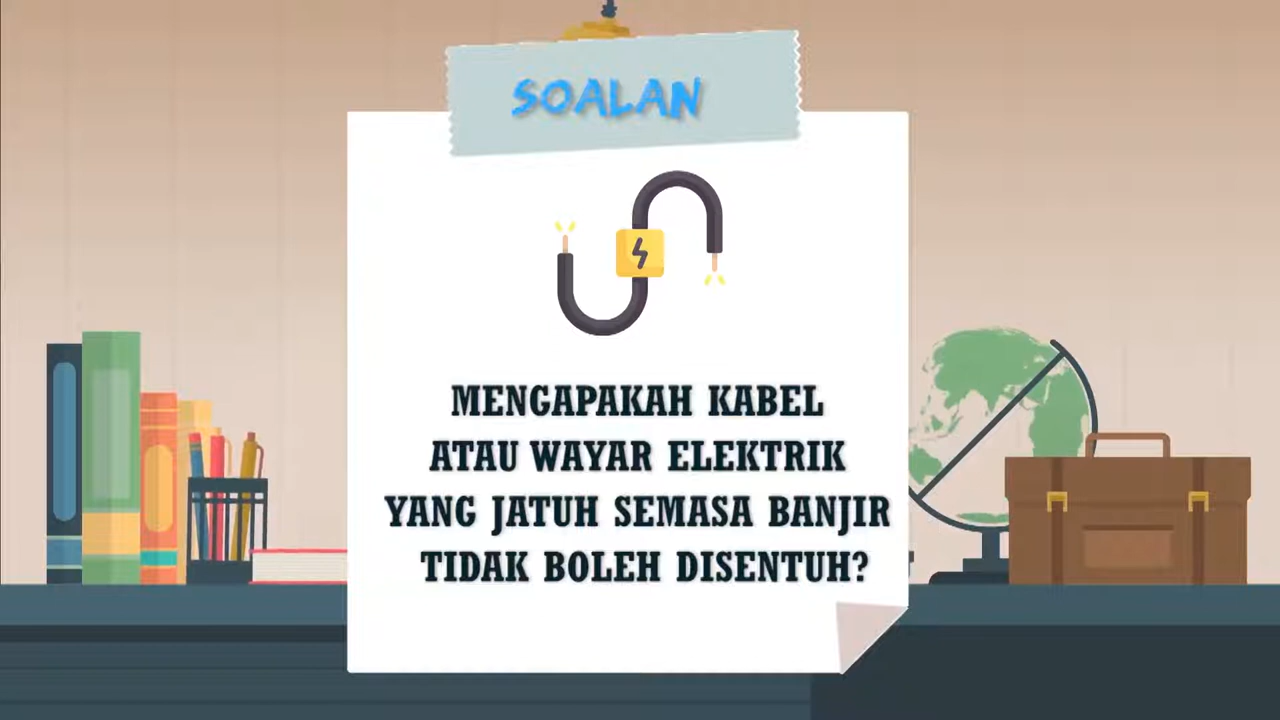 SOALAN
MENGAPAKAH KABEL
ATAU WAYAR ELEKTRIK
YANG JATUH SEMASA BANJIR
TIDAK BOLEH DISENTUH?